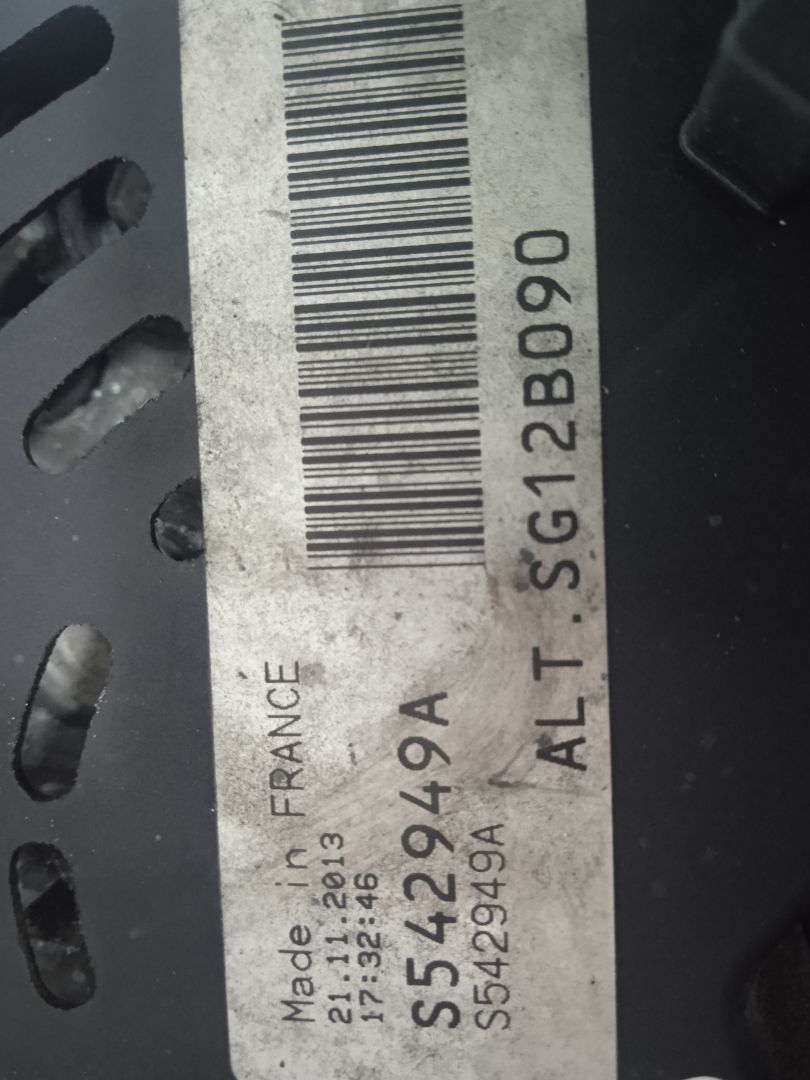 Made in FRANCE
21.11.2013
17:32:46
S542949A
S542949A
ALT.SG12B090